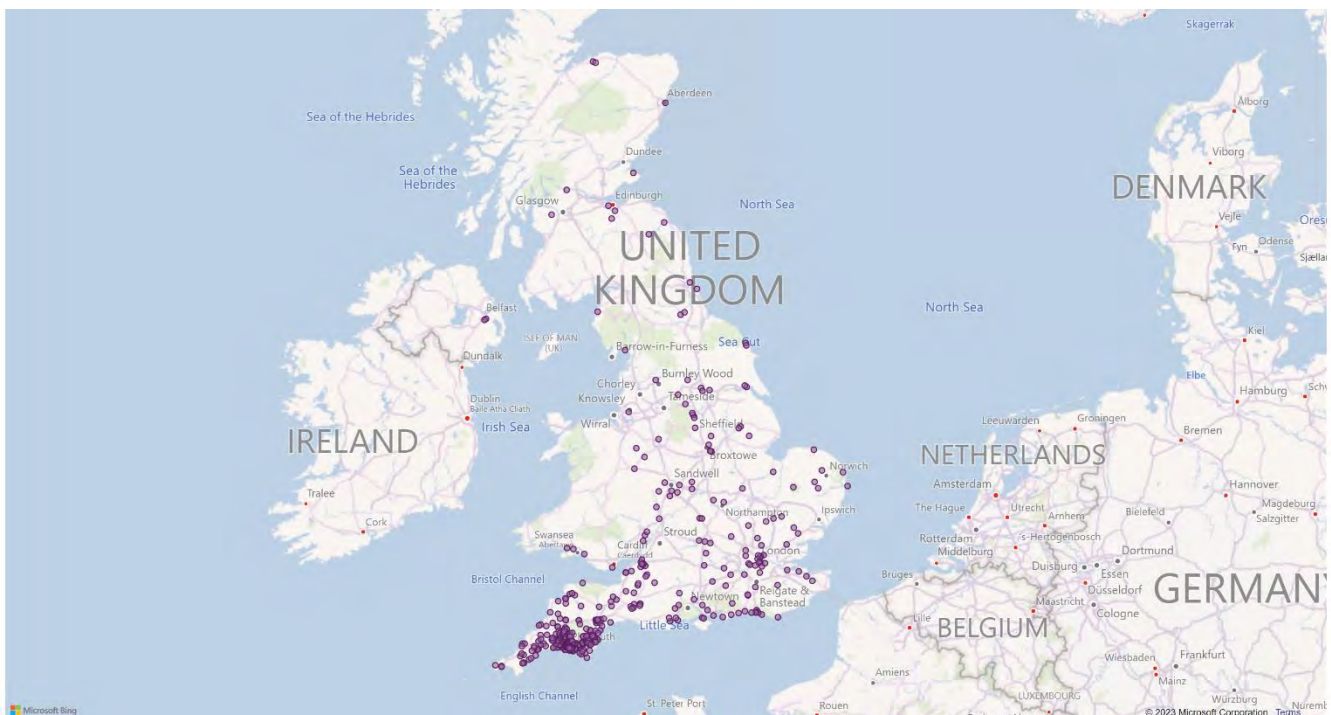 Skagerrak
Aberdeen
Ålborg
Sea of the Hebrides
Viborg
Dundee
Sea of the
Hebrides
DENMARK
Glasgow
Edinburgh
North Sea
Vejle
Fyn
Odense
UNITED
KINGDOM
North Sea
Belfast
ISLE OF MAN
(UK)
Barrow-in-Furness
Kiel
Dundalk
Elbe
Burnley Wood
Chorley
Hamburg
Knowsley
Tameside
Dublin
Baile Átha Cliath
Irish Sea
Wirral
Sheffield
Leeuwarden
Groningen
Bremen
IRELAND
Broxtowe
NETHERLANDS
Sandwell
Norwich
Amsterdam
Hannover
Tralee
Northampton
Ipswich
The Hague
Utrecht
Arnhem
Bielefeld
Magdeburg
Salzgitter
Cork
Swansea
Abertawe
Stroud
Cardiff
Caerdydd
Rotterdam
's-Hertogenbosch
Middelburg
Dortmund
Bristol Channel
Bruges
Duisburg
Essen
Düsseldorf
GERMANY
Newtown
Reigate &
Banstead
Maastricht
Cologne
Little Sea
Lille
BELGIUM
Wiesbaden
Frankfurt
Mainz
Amiens
English Channel
LUXEMBOURG
Würzburg
St. Peter Port
Rouen
Microsoft Bing
© 2023 Microsoft Corporation Terms